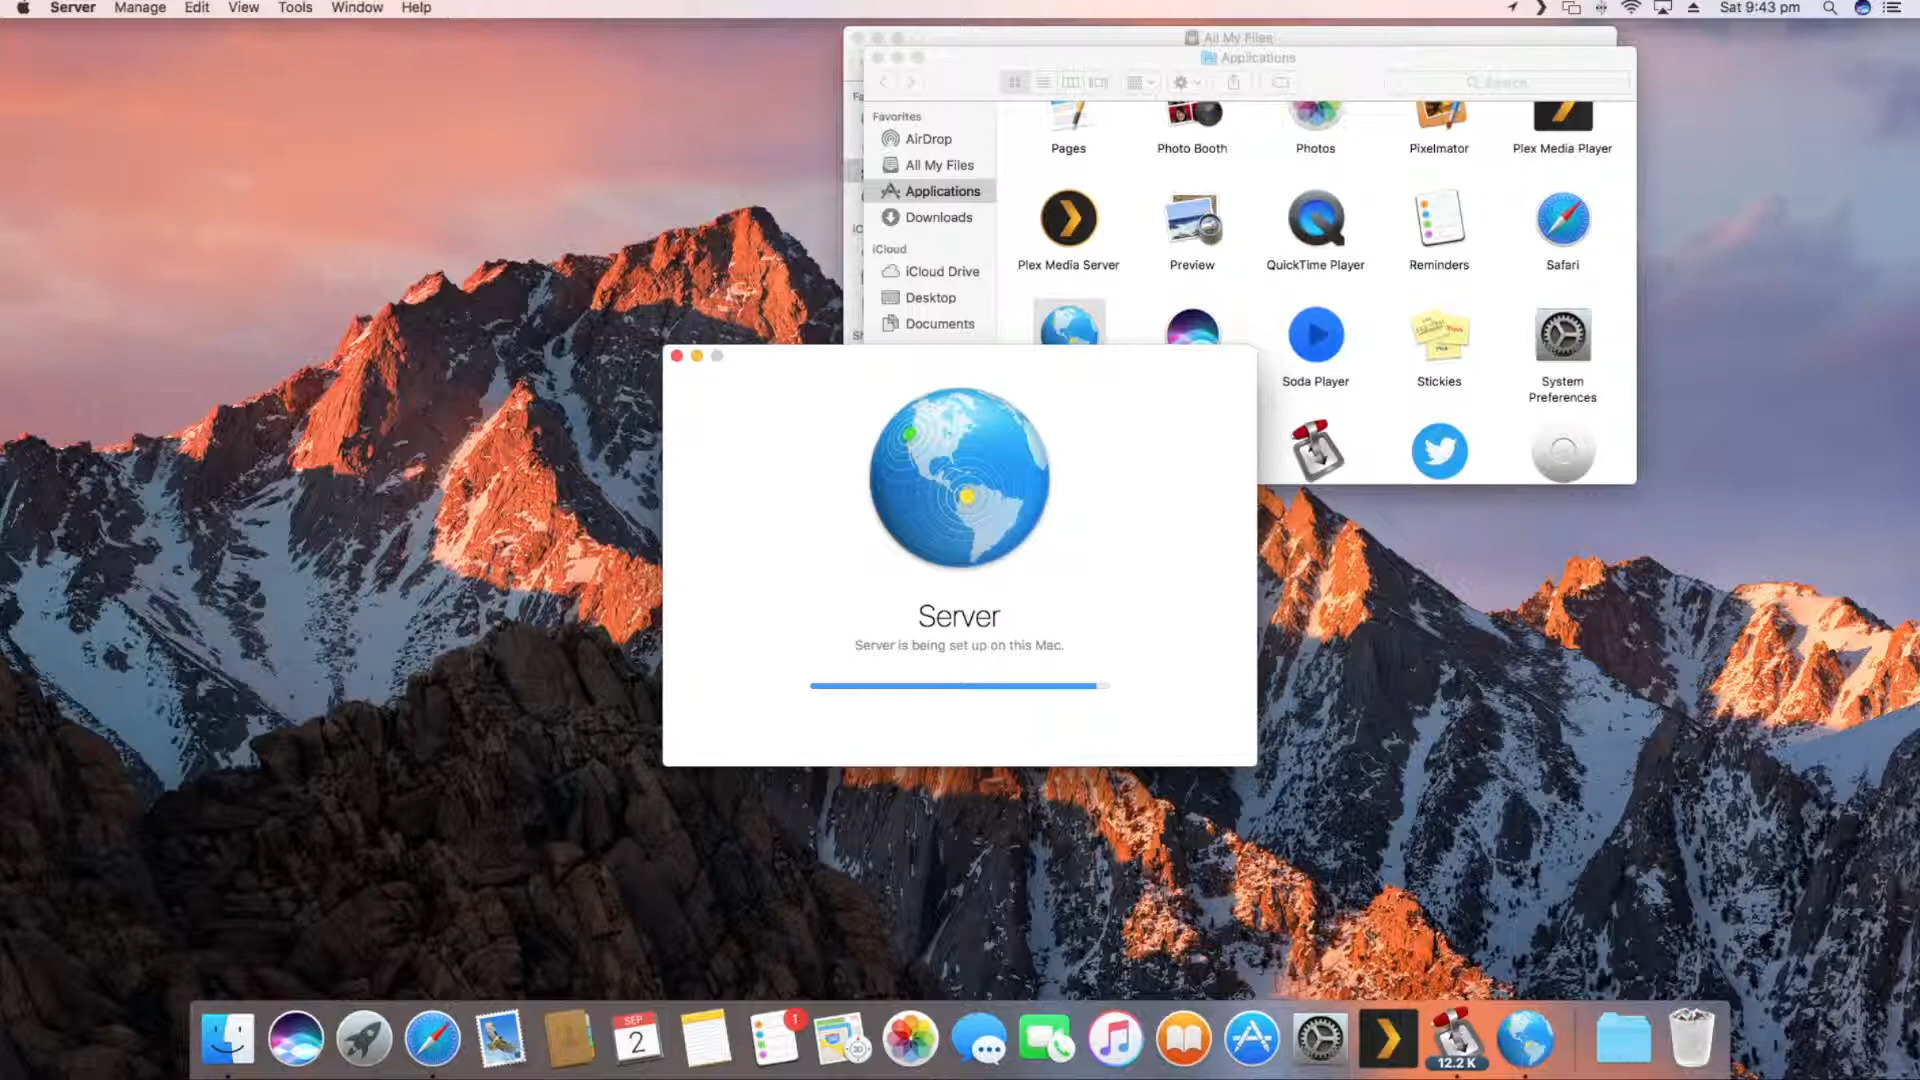 Server Manage Edit View Tools Window Help
Sat 9:43 pm
All My Files
Applications
Search
Favorites
AirDrop
All My Files
Applications
Downloads
iCloud
iCloud Drive
Desktop
Documents
Pages
Photo Booth
Photos
Pixelmator
Plex Media Player
Plex Media Server
Preview
QuickTime Player
Reminders
Safari
Soda Player
Stickies
System
Preferences
Server
Server is being set up on this Mac.
SEP
2
1
12.2 K